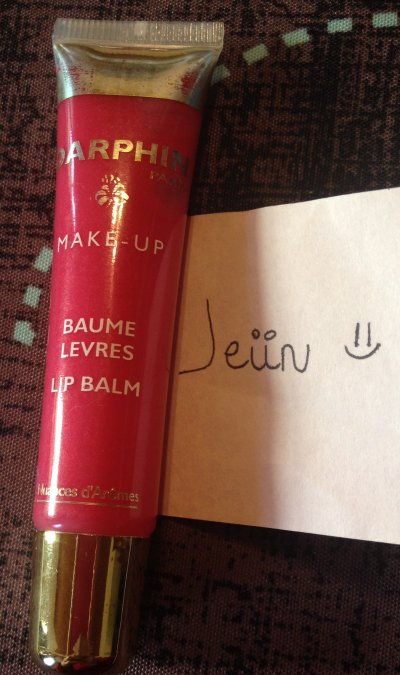 DARPHIN
PARIS
MAKE-UP
BAUME
LEVRES
LIP BALM
Nuances d'Arômes
Jeiin